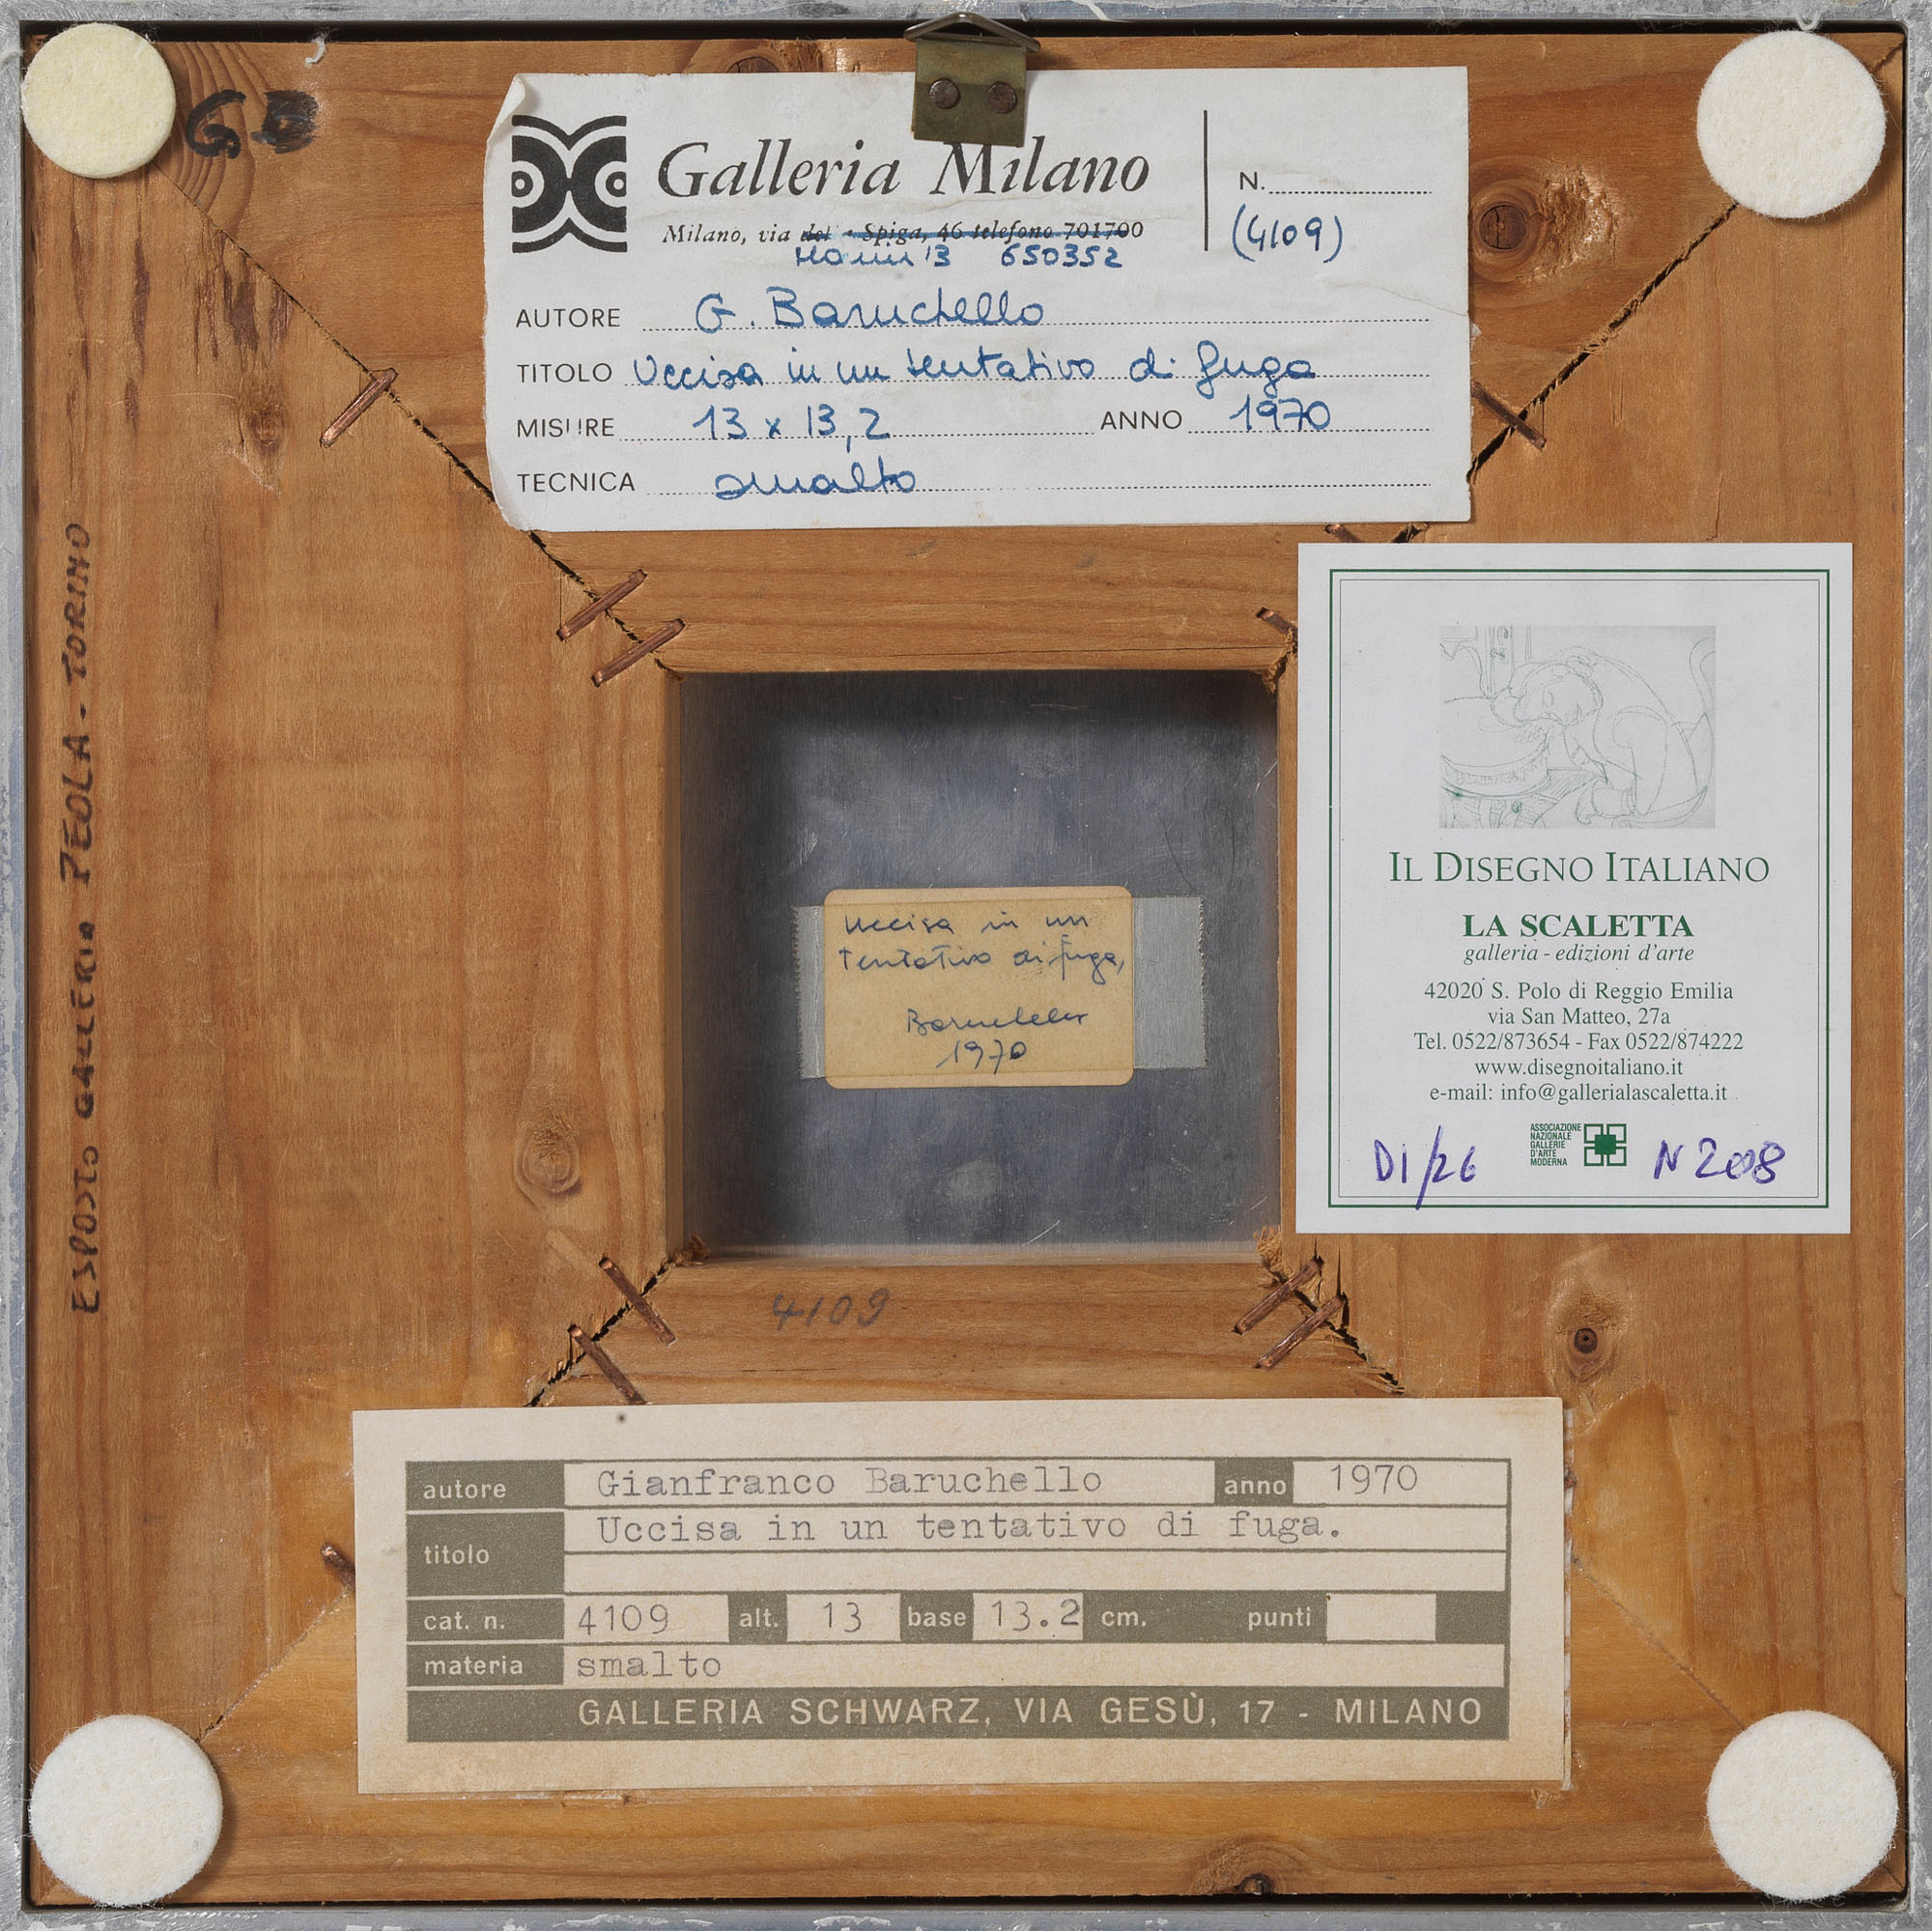 GB
Galleria Milano
Milano, via della Spiga, 46 telefono 701700
Manin 13 650352
N.
(4109)
AUTORE G. Baruchello
TITOLO Uccisa in un tentativo di fuga
MISURE 13 x 13,2 ANNO 1970
TECNICA smalto
ESPOSTO GALLERIA PEOLA - TORINO
IL DISEGNO ITALIANO
LA SCALETTA
galleria - edizioni d'arte
42020 S. Polo di Reggio Emilia
via San Matteo, 27a
Tel. 0522/873654 - Fax 0522/874222
www.disegnoitaliano.it
e-mail: info@gallerialascaletta.it
ASSOCIAZIONE
NAZIONALE
GALLERIE
D'ARTE
MODERNA
DI/26 N 208
Uccisa in un
tentativo di fuga,
Baruchello
1970
4109
autore Gianfranco Baruchello anno 1970
titolo Uccisa in un tentativo di fuga.
cat. n. 4109 alt. 13 base 13.2 cm. punti
materia smalto
GALLERIA SCHWARZ, VIA GESÙ, 17 - MILANO